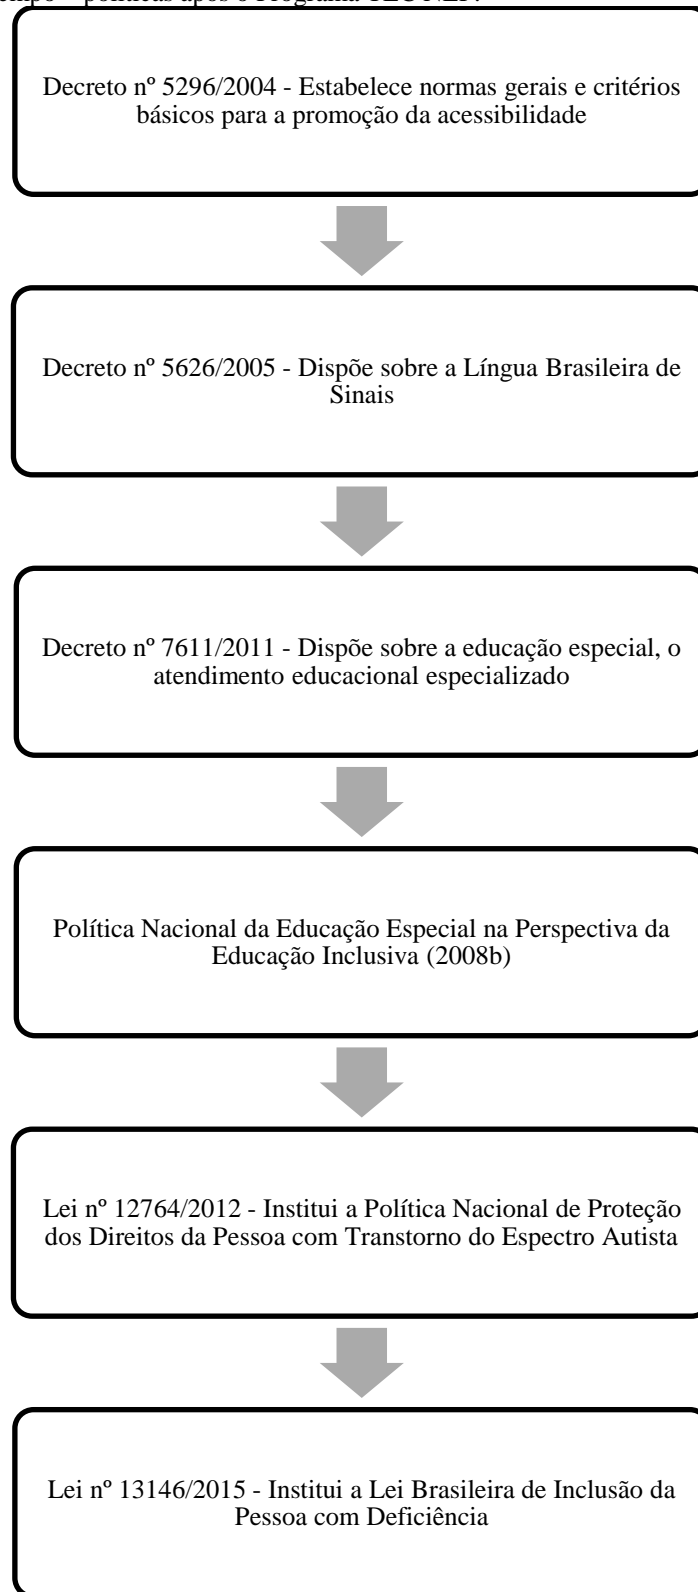 Decreto nº 5296/2004 - Estabelece normas gerais e critérios
básicos para a promoção da acessibilidade
Decreto nº 5626/2005 - Dispõe sobre a Língua Brasileira de
Sinais
Decreto nº 7611/2011 - Dispõe sobre a educação especial, o
atendimento educacional especializado
Política Nacional da Educação Especial na Perspectiva da
Educação Inclusiva (2008b)
Lei nº 12764/2012 - Institui a Política Nacional de Proteção
dos Direitos da Pessoa com Transtorno do Espectro Autista
Lei nº 13146/2015 - Institui a Lei Brasileira de Inclusão da
Pessoa com Deficiência